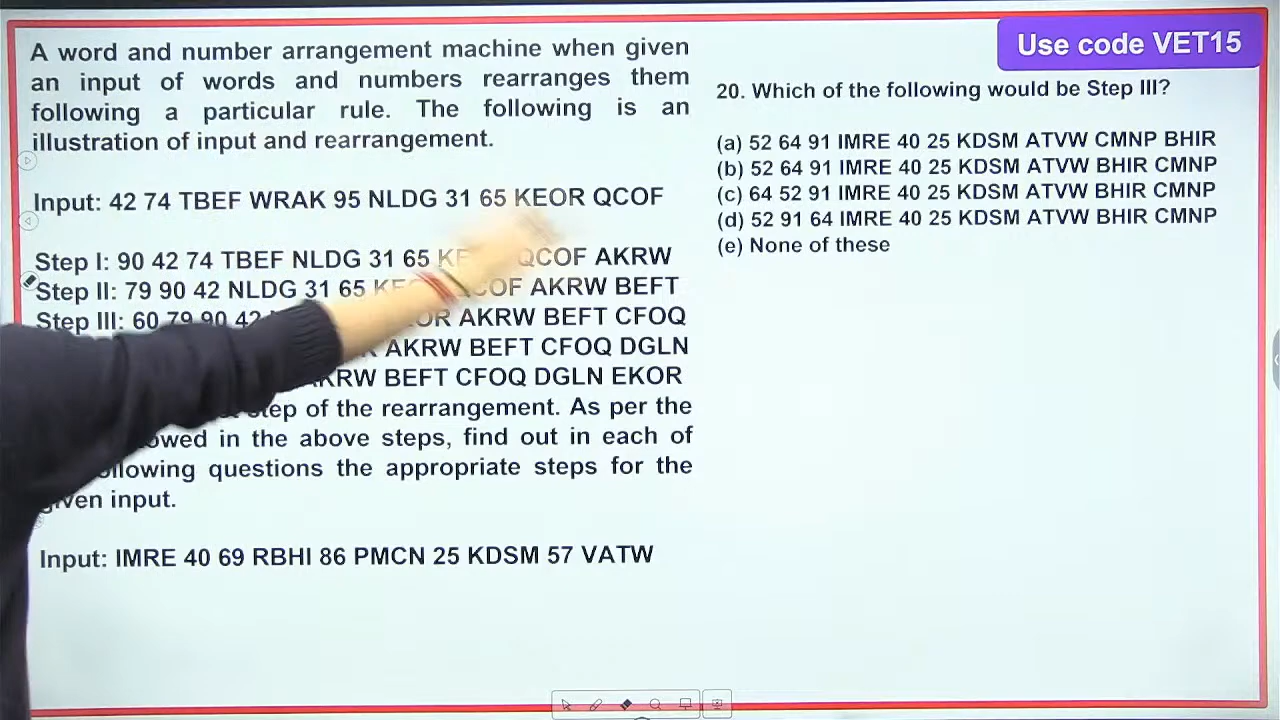 Use code VET15
A word and number arrangement machine when given
an input of words and numbers rearranges them
following a particular rule. The following is an
illustration of input and rearrangement.
Input: 42 74 TBEF WRAK 95 NLDG 31 65 KEOR QCOF
Step I: 90 42 74 TBEF NLDG 31 65 QCOF AKRW
Step II: 79 90 42 NLDG 31 65 AKRW BEFT
Step III: 60 79 90 42 AKRW BEFT CFOQ
AKRW BEFT CFOQ DGLN
BEFT CFOQ DGLN EKOR
step of the rearrangement. As per the
in the above steps, find out in each of
questions the appropriate steps for the
given input.
Input: IMRE 40 69 RBHI 86 PMCN 25 KDSM 57 VATW
20. Which of the following would be Step III?
(a) 52 64 91 IMRE 40 25 KDSM ATVW CMNP BHIR
(b) 52 64 91 IMRE 40 25 KDSM ATVW BHIR CMNP
(c) 64 52 91 IMRE 40 25 KDSM ATVW BHIR CMNP
(d) 52 91 64 IMRE 40 25 KDSM ATVW BHIR CMNP
(e) None of these